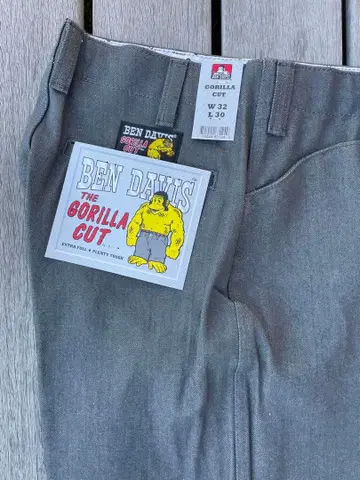 GORILLA
CUT
W 32
L 30
BEN DAVIS
GORILLA
CUT
BEN DAVIS
THE
GORILLA
CUT
EXTRA FULL • PLENTY TOUGH